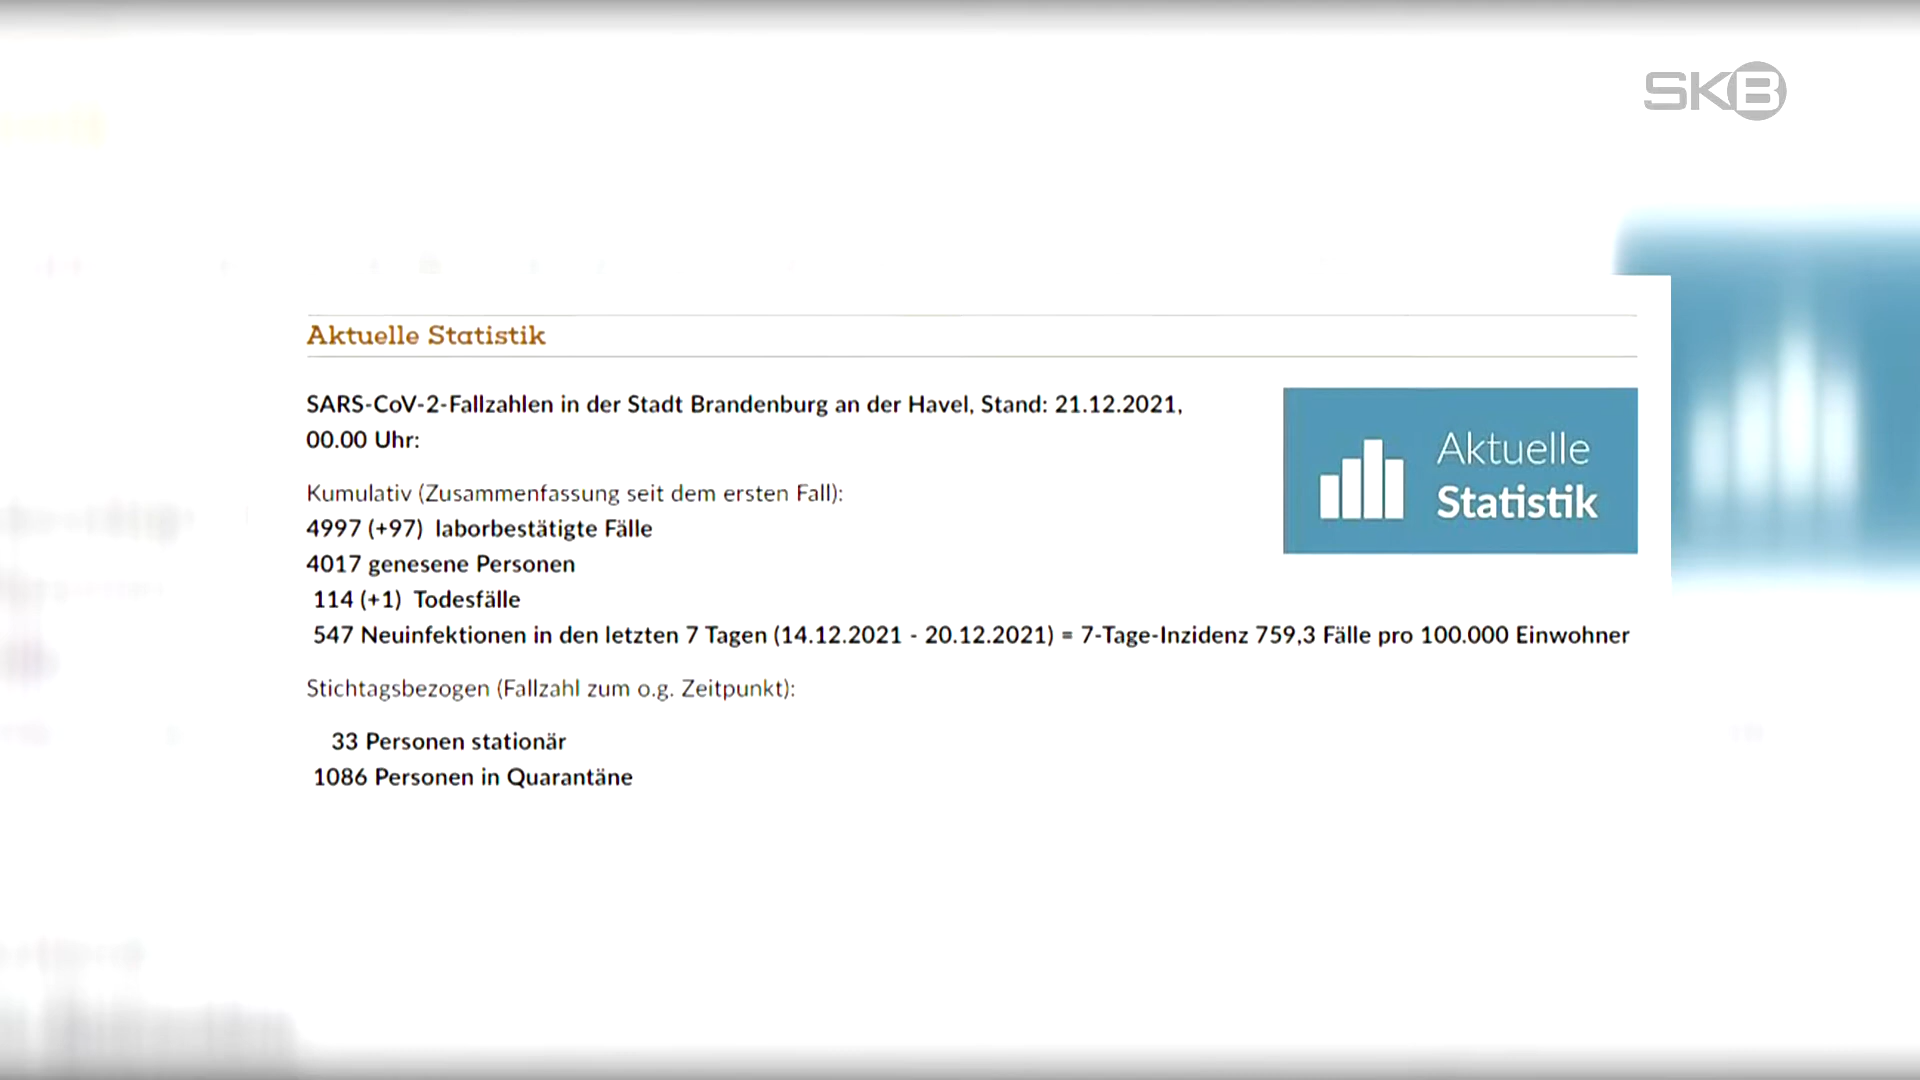 SKB
Aktuelle Statistik
SARS-CoV-2-Fallzahlen in der Stadt Brandenburg an der Havel, Stand: 21.12.2021,
00.00 Uhr:
Aktuelle
Statistik
Kumulativ (Zusammenfassung seit dem ersten Fall):
4997 (+97) laborbestätigte Fälle
4017 genesene Personen
114 (+1) Todesfälle
547 Neuinfektionen in den letzten 7 Tagen (14.12.2021 - 20.12.2021) = 7-Tage-Inzidenz 759,3 Fälle pro 100.000 Einwohner
Stichtagsbezogen (Fallzahl zum o.g. Zeitpunkt):
33 Personen stationär
1086 Personen in Quarantäne